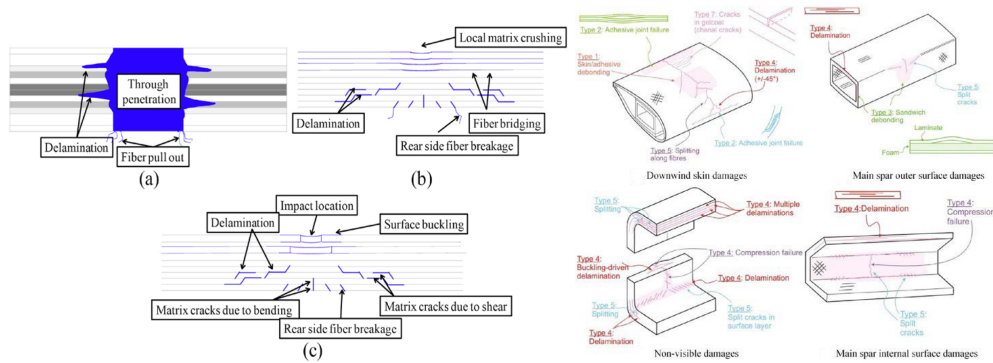 Through
penetration
Delamination
Fiber pull out
(a)
Local matrix crushing
Delamination
Fiber bridging
Rear side fiber breakage
(b)
Impact location
Delamination
Surface buckling
Matrix cracks due to bending
Matrix cracks due to shear
Rear side fiber breakage
(c)
Type 2: Adhesive joint failure
Type 7: Cracks in
gelcoat
(chanal cracks)
Type 1:
Skin/adhesive
debonding
Type 4:
Delamination
(+/-45°)
Type 5: Splitting
along fibres
Type 2: Adhesive joint failure
Downwind skin damages
Type 4:
Delamination
Type 5:
Split
cracks
Type 3: Sandwich
debonding
Laminate
Foam
Main spar outer surface damages
Type 5:
Splitting
Type 4: Multiple
delaminations
Type 4: Compression failure
Type 4:
Buckling-driven
delamination
Type 4: Delamination
Type 5:
Splitting
Type 5:
Split cracks in
surface layer
Type 4:
Delamination
Non-visible damages
Type 4:
Compression
failure
Type 4:Delamination
Type 5:
Split
cracks
Main spar internal surface damages